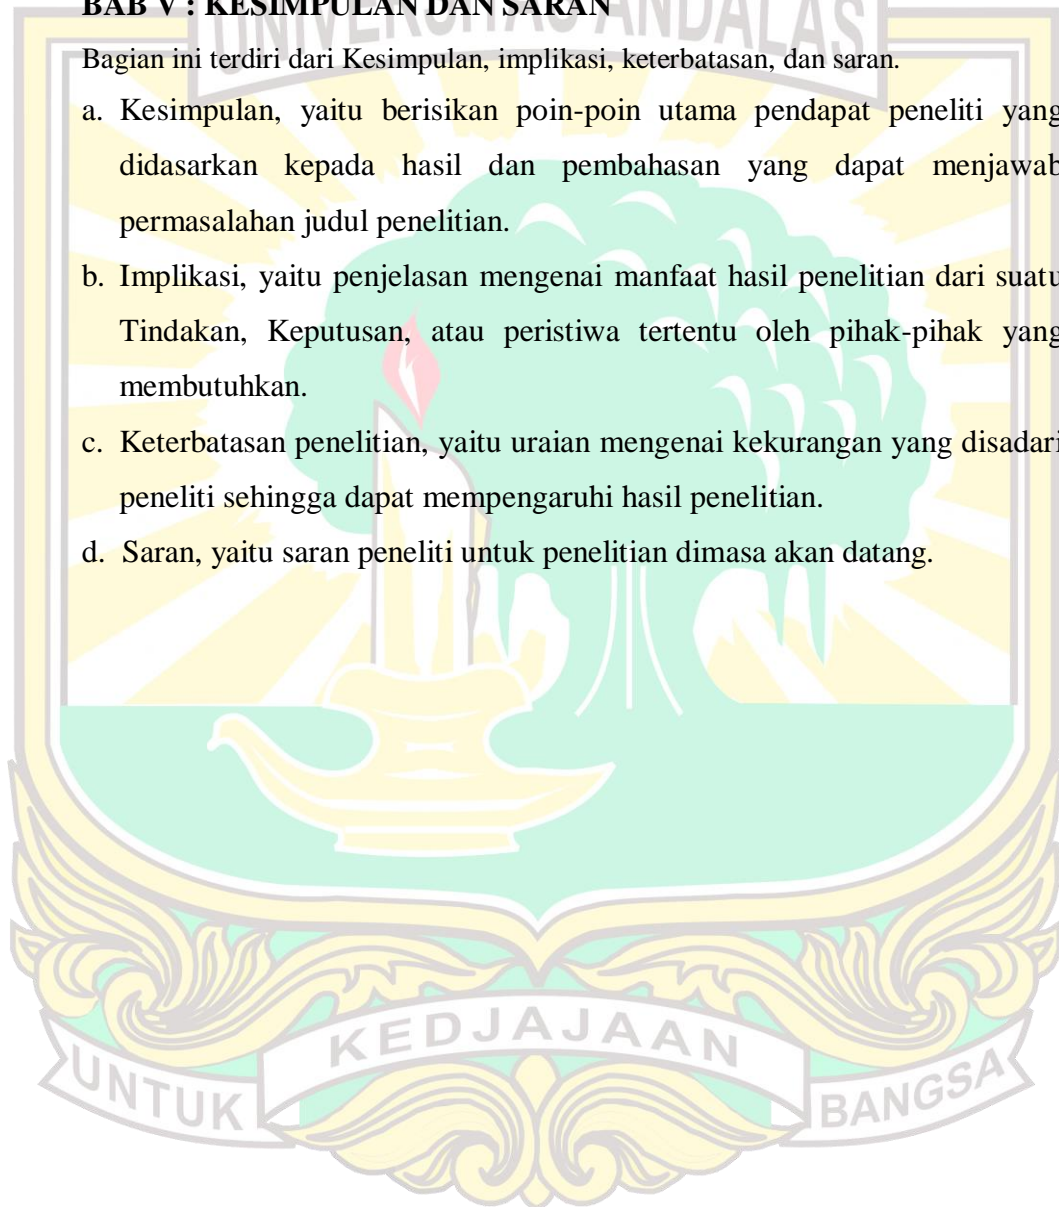 UNIVERSITAS ANDALAS
BAB V : KESIMPULAN DAN SARAN
Bagian ini terdiri dari Kesimpulan, implikasi, keterbatasan, dan saran.
a. Kesimpulan, yaitu berisikan poin-poin utama pendapat peneliti yang
didasarkan kepada hasil dan pembahasan yang dapat menjawab
permasalahan judul penelitian.
b. Implikasi, yaitu penjelasan mengenai manfaat hasil penelitian dari suatu
Tindakan, Keputusan, atau peristiwa tertentu oleh pihak-pihak yang
membutuhkan.
c. Keterbatasan penelitian, yaitu uraian mengenai kekurangan yang disadari
peneliti sehingga dapat mempengaruhi hasil penelitian.
d. Saran, yaitu saran peneliti untuk penelitian dimasa akan datang.
UNTUK KEDJAJAAN BANGSA